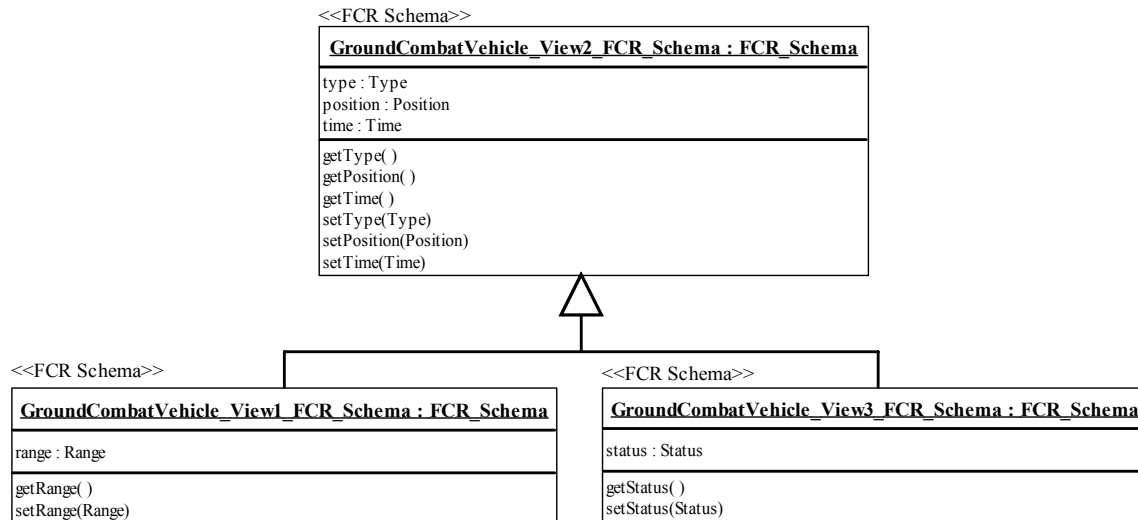 <<FCR Schema>>
GroundCombatVehicle_View2_FCR_Schema : FCR_Schema
type : Type
position : Position
time : Time
getType( )
getPosition( )
getTime( )
setType(Type)
setPosition(Position)
setTime(Time)
<<FCR Schema>>
GroundCombatVehicle_View1_FCR_Schema : FCR_Schema
range : Range
getRange( )
setRange(Range)
<<FCR Schema>>
GroundCombatVehicle_View3_FCR_Schema : FCR_Schema
status : Status
getStatus( )
setStatus(Status)